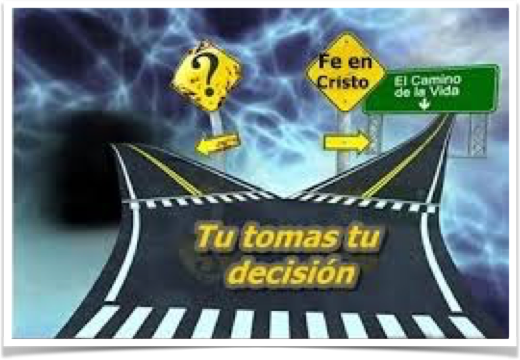 ?
Fe en
Cristo
El Camino
de la Vida
Tu tomas tu
decisión